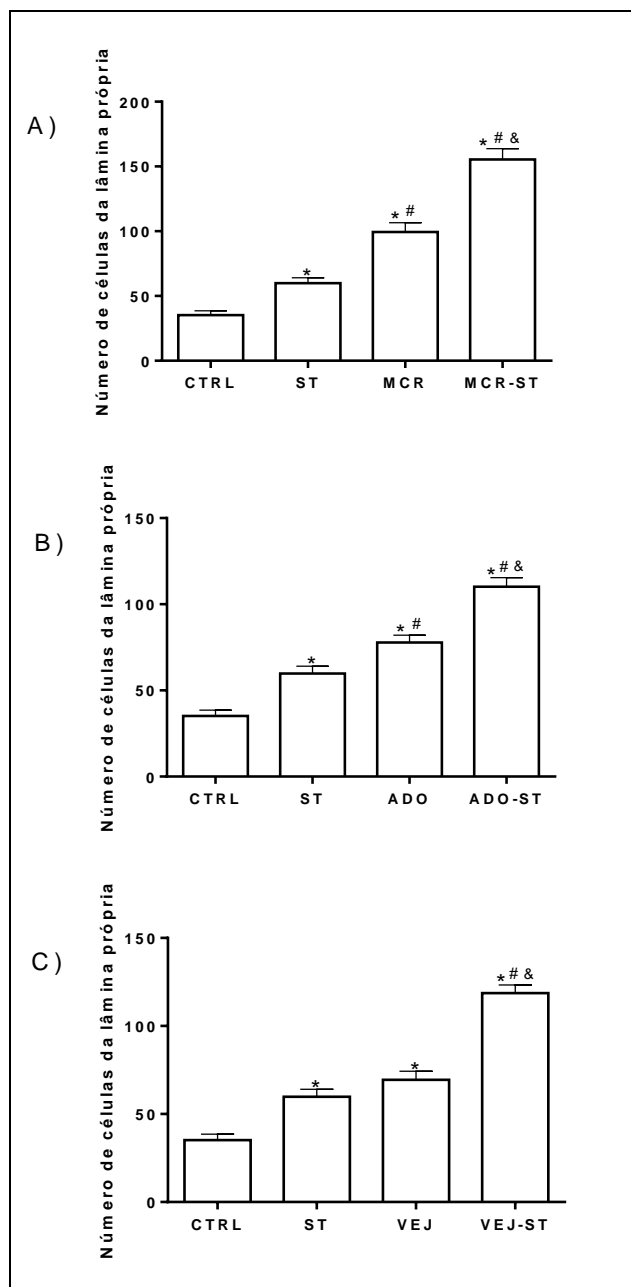 A)
Número de células da lâmina própria
200
150
100
50
0
*
* #
* # &
CTRL ST MCR MCR-ST
B)
Número de células da lâmina própria
150
100
50
0
*
* #
* # &
CTRL ST ADO ADO-ST
C)
Número de células da lâmina própria
150
100
50
0
*
*
* # &
CTRL ST VEJ VEJ-ST